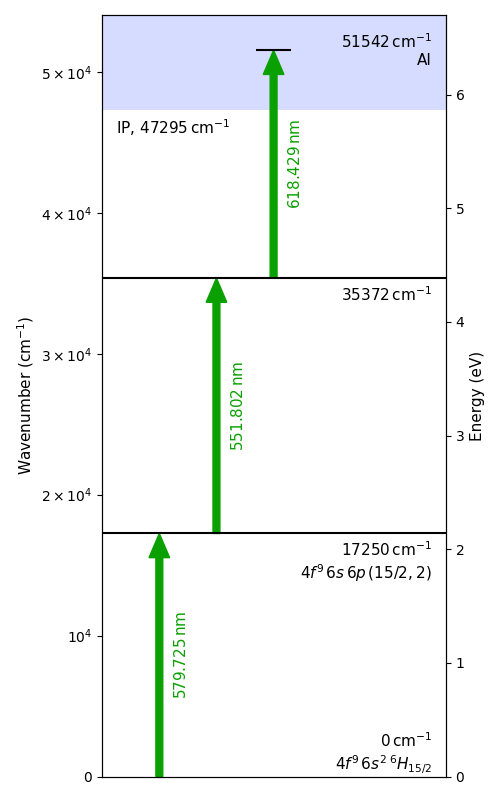 51542 cm⁻¹
AI
5 × 10⁴
6
IP, 47295 cm⁻¹
618.429 nm
5
4 × 10⁴
35372 cm⁻¹
4
Wavenumber (cm⁻¹)
3 × 10⁴
551.802 nm
Energy (eV)
3
2 × 10⁴
17250 cm⁻¹
2
4f⁹ 6s 6p (15/2, 2)
10⁴
579.725 nm
1
0 cm⁻¹
4f⁹ 6s² ⁶H₁₅/₂
0
0